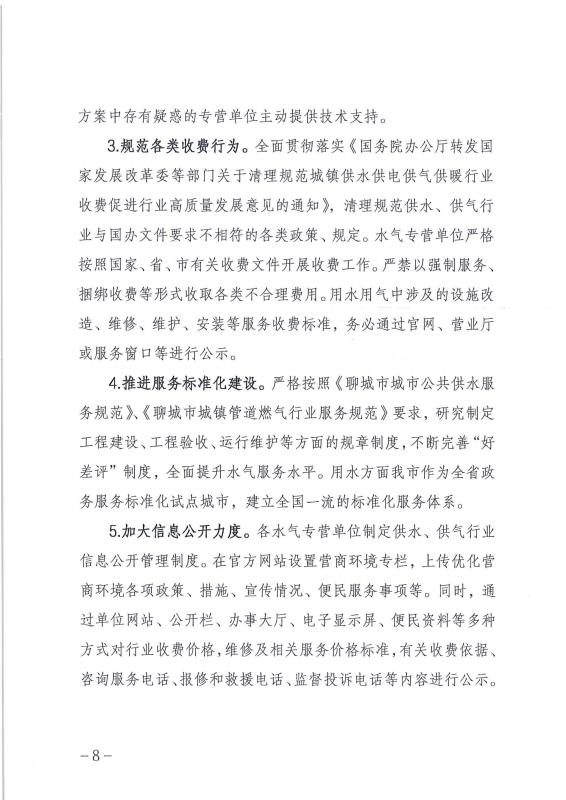 方案中存有疑惑的专营单位主动提供技术支持。
3.规范各类收费行为。全面贯彻落实《国务院办公厅转发国
家发展改革委等部门关于清理规范城镇供水供电供气供暖行业
收费促进行业高质量发展意见的通知》，清理规范供水、供气行
业与国办文件要求不相符的各类政策、规定。水气专营单位严格
按照国家、省、市有关收费文件开展收费工作。严禁以强制服务、
捆绑收费等形式收取各类不合理费用。用水用气中涉及的设施改
造、维修、维护、安装等服务收费标准，务必通过官网、营业厅
或服务窗口等进行公示。
4.推进服务标准化建设。严格按照《聊城市城市公共供水服
务规范》、《聊城市城镇管道燃气行业服务规范》要求，研究制定
工程建设、工程验收、运行维护等方面的规章制度，不断完善“好
差评”制度，全面提升水气服务水平。用水方面我市作为全省政
务服务标准化试点城市，建立全国一流的标准化服务体系。
5.加大信息公开力度。各水气专营单位制定供水、供气行业
信息公开管理制度。在官方网站设置营商环境专栏，上传优化营
商环境各项政策、措施、宣传情况、便民服务事项等。同时，通
过单位网站、公开栏、办事大厅、电子显示屏、便民资料等多种
方式对行业收费价格，维修及相关服务价格标准，有关收费依据、
咨询服务电话、报修和救援电话、监督投诉电话等内容进行公示。
－8－